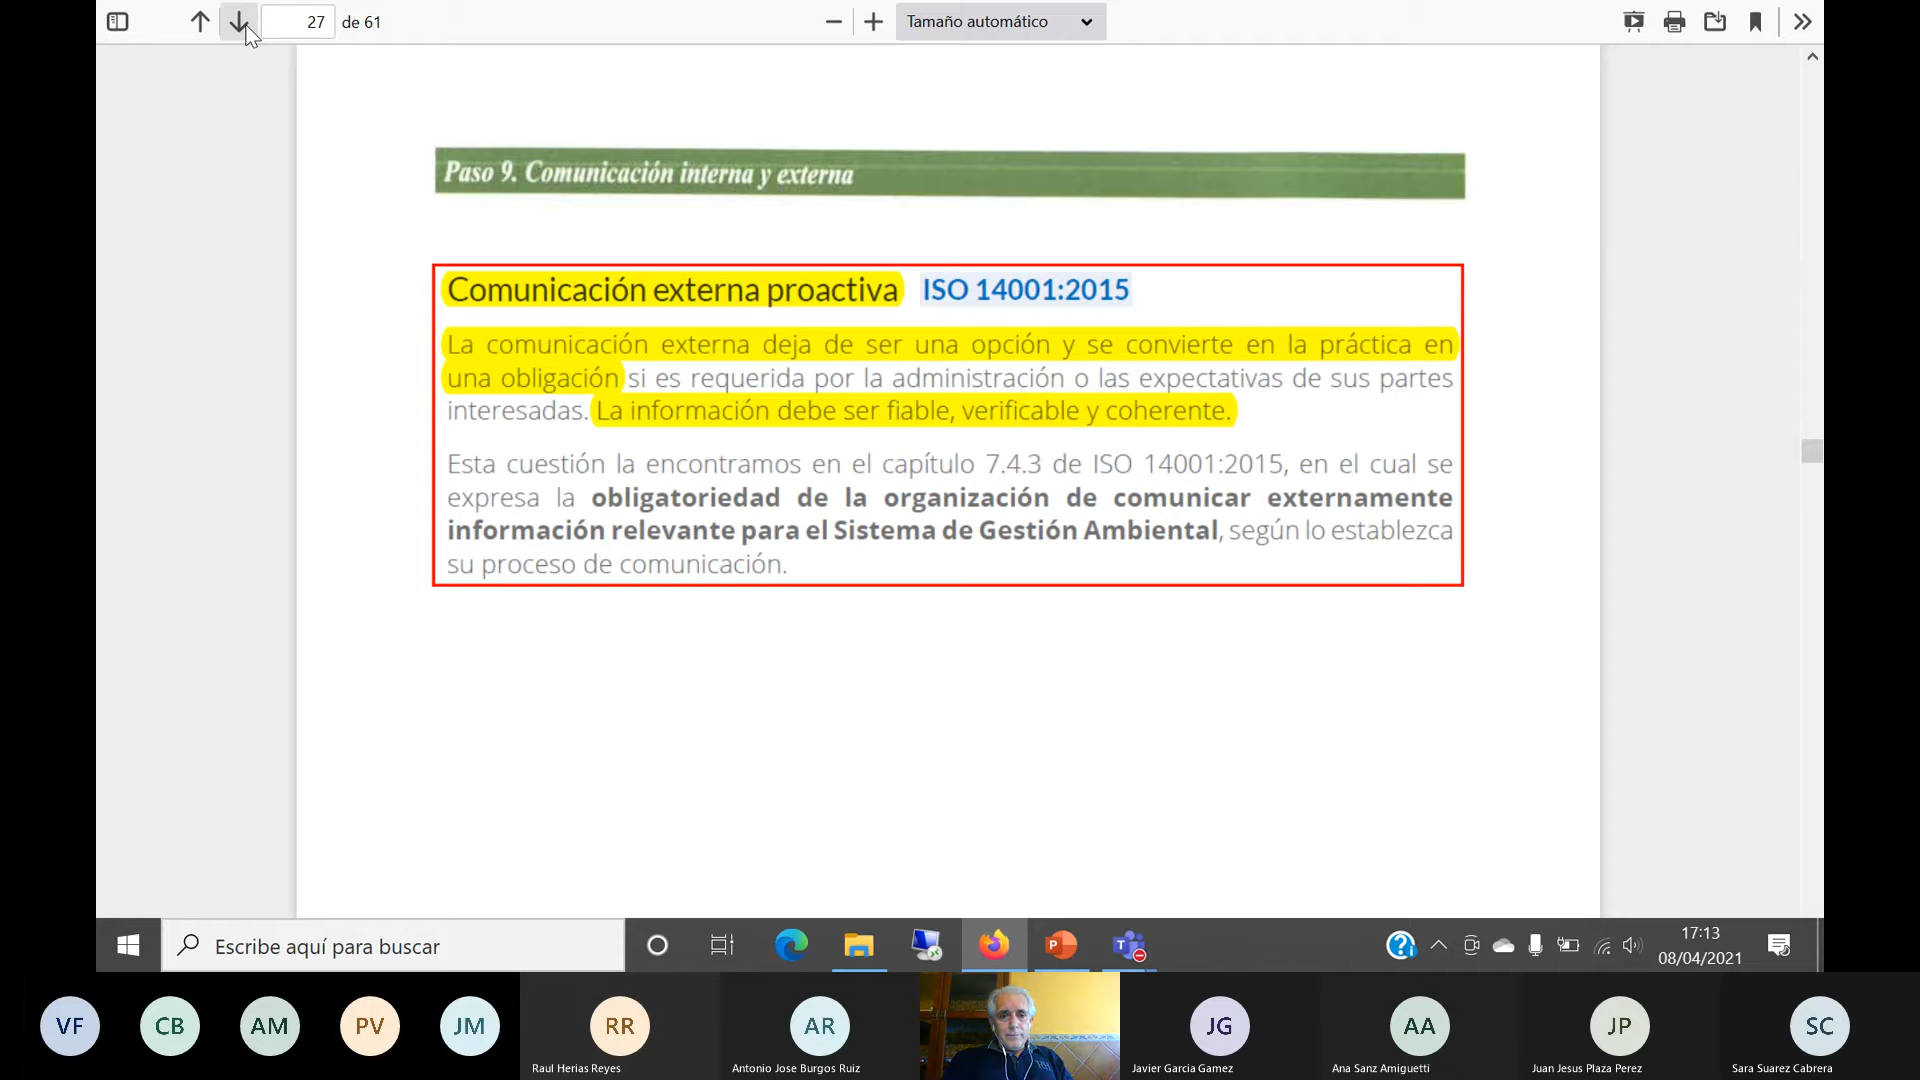 27 de 61
Tamaño automático
Paso 9. Comunicación interna y externa
Comunicación externa proactiva ISO 14001:2015
La comunicación externa deja de ser una opción y se convierte en la práctica en
una obligación si es requerida por la administración o las expectativas de sus partes
interesadas. La información debe ser fiable, verificable y coherente.
Esta cuestión la encontramos en el capítulo 7.4.3 de ISO 14001:2015, en el cual se
expresa la obligatoriedad de la organización de comunicar externamente
información relevante para el Sistema de Gestión Ambiental, según lo establezca
su proceso de comunicación.
Escribe aquí para buscar
17:13
08/04/2021
VF CB AM PV JM RR AR JG AA JP SC
Raul Herias Reyes Antonio Jose Burgos Ruiz Javier Garcia Gamez Ana Sanz Amiguetti Juan Jesus Plaza Perez Sara Suarez Cabrera